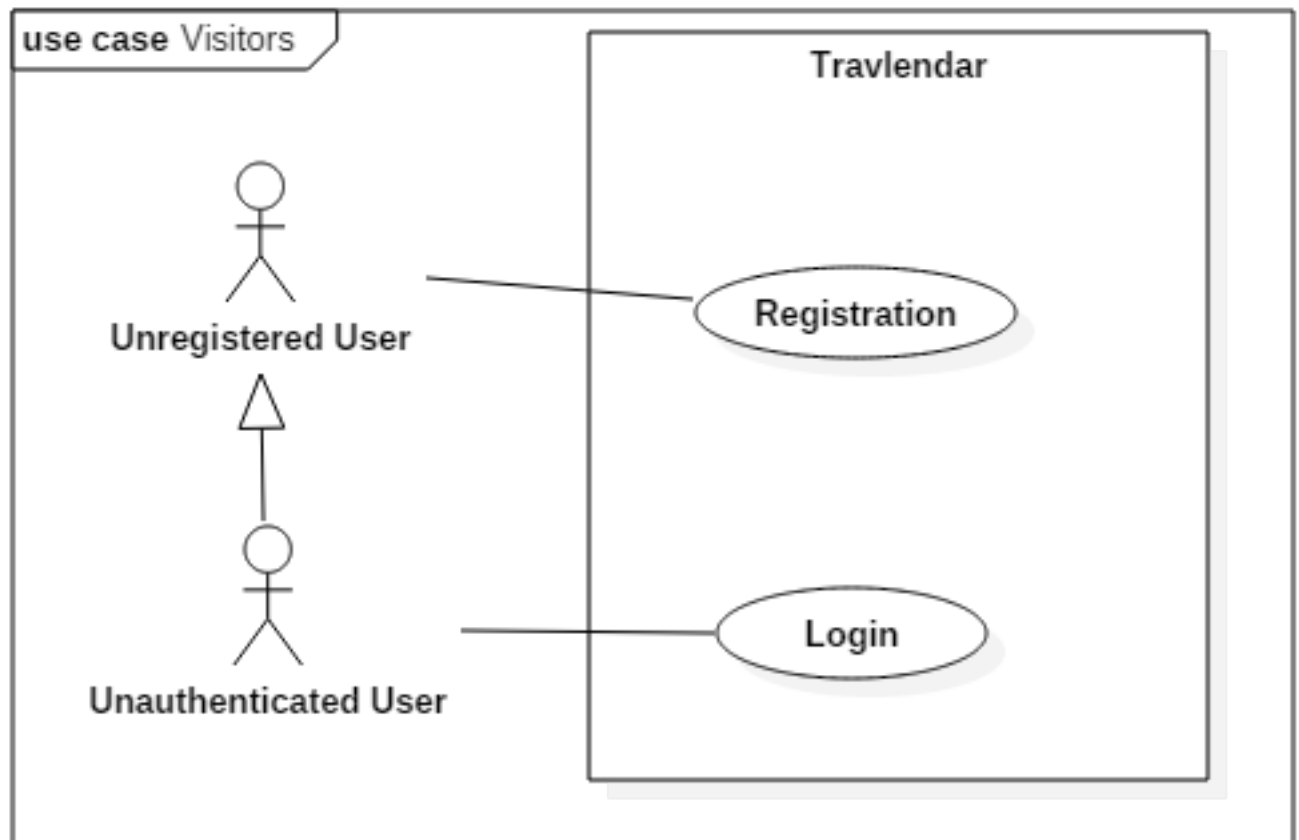 use case Visitors
Travlendar
Unregistered User
Registration
Unauthenticated User
Login